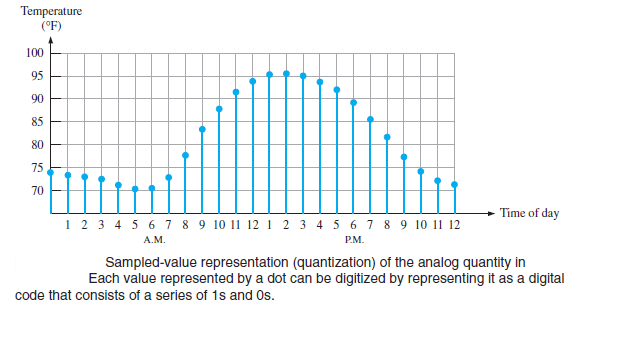 Temperature
(°F)
100
95
90
85
80
75
70
Time of day
1 2 3 4 5 6 7 8 9 10 11 12 1 2 3 4 5 6 7 8 9 10 11 12
A.M. P.M.
Sampled-value representation (quantization) of the analog quantity in
Each value represented by a dot can be digitized by representing it as a digital
code that consists of a series of 1s and 0s.